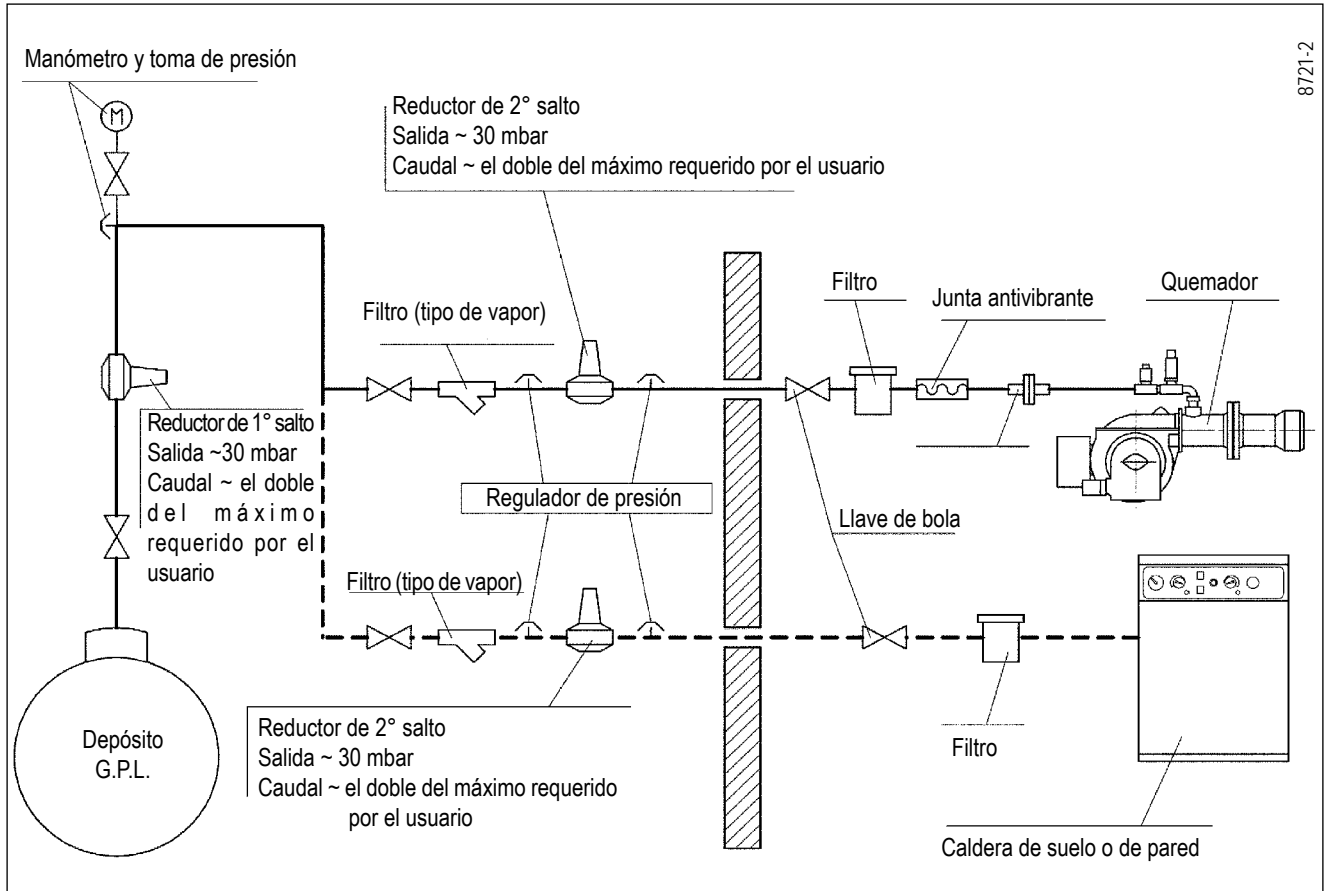 Manómetro y toma de presión
8721-2
M
Reductor de 2° salto
Salida ~ 30 mbar
Caudal ~ el doble del máximo requerido por el usuario
Filtro (tipo de vapor)
Filtro
Junta antivibrante
Quemador
Reductor de 1° salto
Salida ~30 mbar
Caudal ~ el doble
del máximo
requerido por el
usuario
Regulador de presión
Llave de bola
Filtro (tipo de vapor)
Depósito
G.P.L.
Reductor de 2° salto
Salida ~ 30 mbar
Caudal ~ el doble del máximo requerido
por el usuario
Filtro
Caldera de suelo o de pared